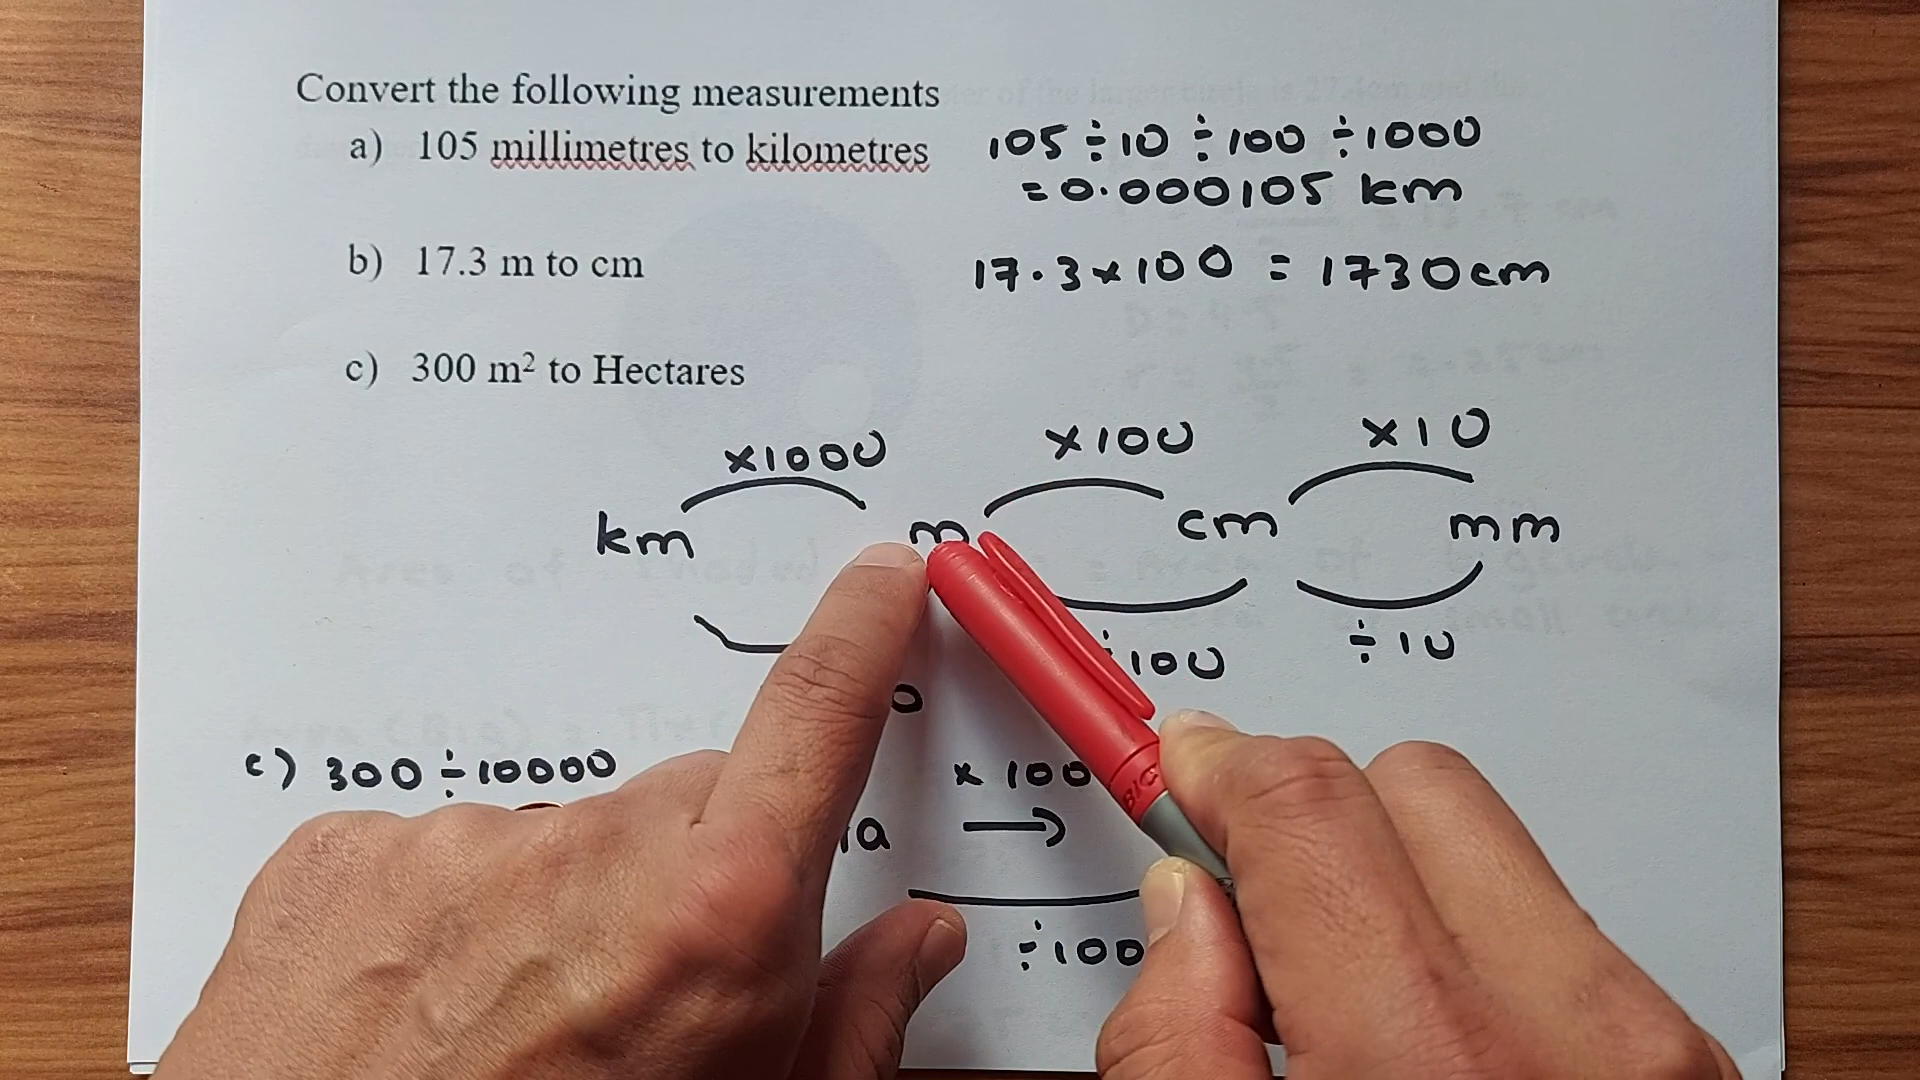 Convert the following measurements
a) 105 millimetres to kilometres 105 ÷ 10 ÷ 100 ÷ 1000
= 0.000105 km
b) 17.3 m to cm 17.3 × 100 = 1730 cm
c) 300 m² to Hectares
×1000 ×100 ×10
km m cm mm
÷100 ÷10
c) 300 ÷ 10000
× 100
÷100
BIC